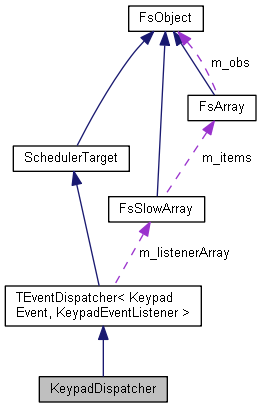 FsObject
m_obs
FsArray
SchedulerTarget
m_items
FsSlowArray
m_listenerArray
TEventDispatcher< Keypad
Event, KeypadEventListener >
KeypadDispatcher